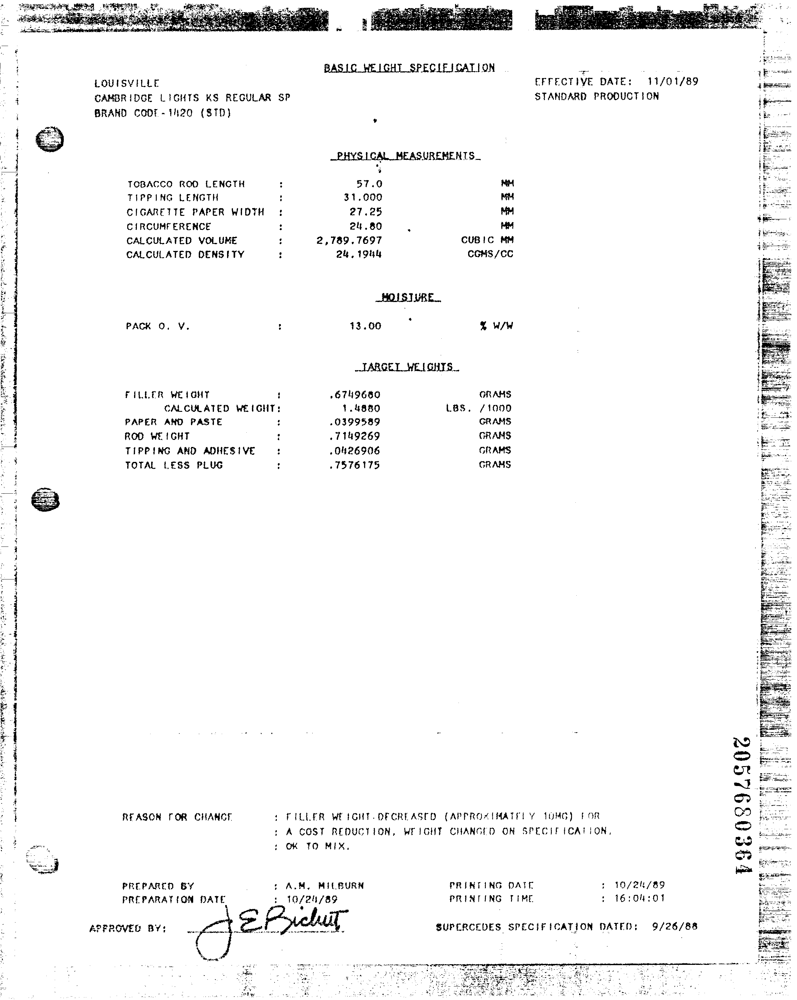 BASIC WEIGHT SPECIFICATION
LOUISVILLE
EFFECTIVE DATE: 11/01/89
CAMBRIDGE LIGHTS KS REGULAR SP
STANDARD PRODUCTION
BRAND CODE-1420 (STD)
PHYSICAL MEASUREMENTS
TOBACCO ROD LENGTH : 57.0 MM
TIPPING LENGTH : 31.000 MM
CIGARETTE PAPER WIDTH : 27.25 MM
CIRCUMFERENCE : 24.80 MM
CALCULATED VOLUME : 2,789.7697 CUBIC MM
CALCULATED DENSITY : 24.1944 CGMS/CC
MOISTURE
PACK O. V. : 13.00 % W/W
TARGET WEIGHTS
FILLER WEIGHT : .6749680 GRAMS
CALCULATED WEIGHT: 1.4880 LBS. /1000
PAPER AND PASTE : .0399589 GRAMS
ROD WEIGHT : .7149269 GRAMS
TIPPING AND ADHESIVE : .0426906 GRAMS
TOTAL LESS PLUG : .7576175 GRAMS
2057680364
REASON FOR CHANGE : FILLER WEIGHT DECREASED (APPROXIMATELY 10MG) FOR
: A COST REDUCTION, WEIGHT CHANGED ON SPECIFICATION.
: OK TO MIX.
PREPARED BY : A.M. MILBURN PRINTING DATE : 10/24/89
PREPARATION DATE : 10/24/89 PRINTING TIME : 16:04:01
APPROVED BY: J E Bickett SUPERCEDES SPECIFICATION DATED: 9/26/88